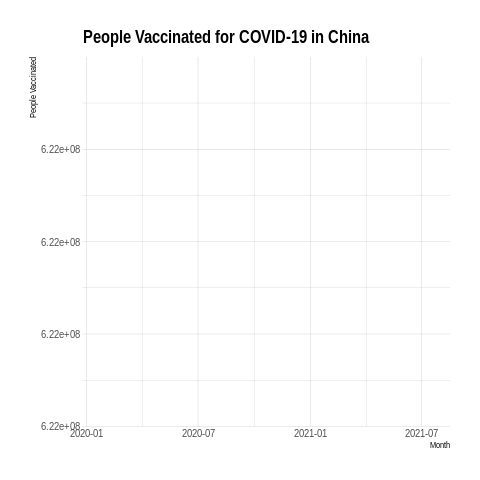 People Vaccinated for COVID-19 in China
People Vaccinated
6.22e+08
6.22e+08
6.22e+08
6.22e+08
2020-01 2020-07 2021-01 2021-07
Month